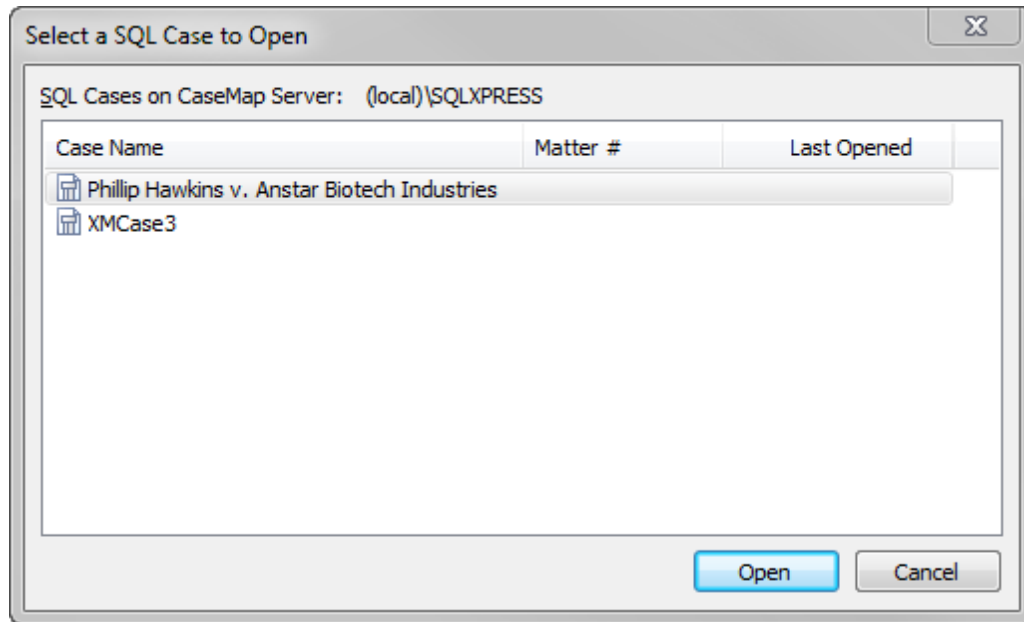 Select a SQL Case to Open
SQL Cases on CaseMap Server: (local)\SQLXPRESS
Case Name Matter # Last Opened
Phillip Hawkins v. Anstar Biotech Industries
XMCase3
Open Cancel